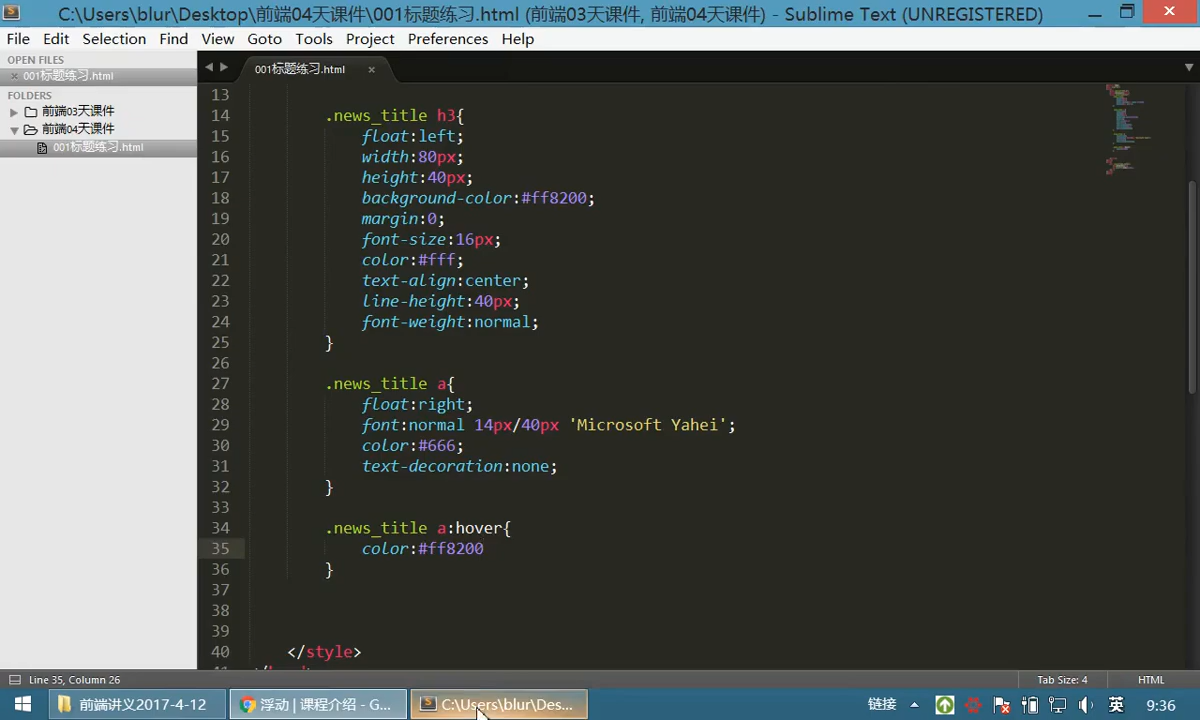 C:\Users\blur\Desktop\前端04天课件\001标题练习.html (前端03天课件, 前端04天课件) - Sublime Text (UNREGISTERED)
File Edit Selection Find View Goto Tools Project Preferences Help
OPEN FILES
001标题练习.html
FOLDERS
前端03天课件
前端04天课件
001标题练习.html
001标题练习.html
13
14 .news_title h3{
15 float:left;
16 width:80px;
17 height:40px;
18 background-color:#ff8200;
19 margin:0;
20 font-size:16px;
21 color:#fff;
22 text-align:center;
23 line-height:40px;
24 font-weight:normal;
25 }
26
27 .news_title a{
28 float:right;
29 font:normal 14px/40px 'Microsoft Yahei';
30 color:#666;
31 text-decoration:none;
32 }
33
34 .news_title a:hover{
35 color:#ff8200
36 }
37
38
39
40 </style>
Line 35, Column 26 Tab Size: 4 HTML
前端讲义2017-4-12 浮动 | 课程介绍 - G... C:\Users\blur\Des... 链接 英 9:36